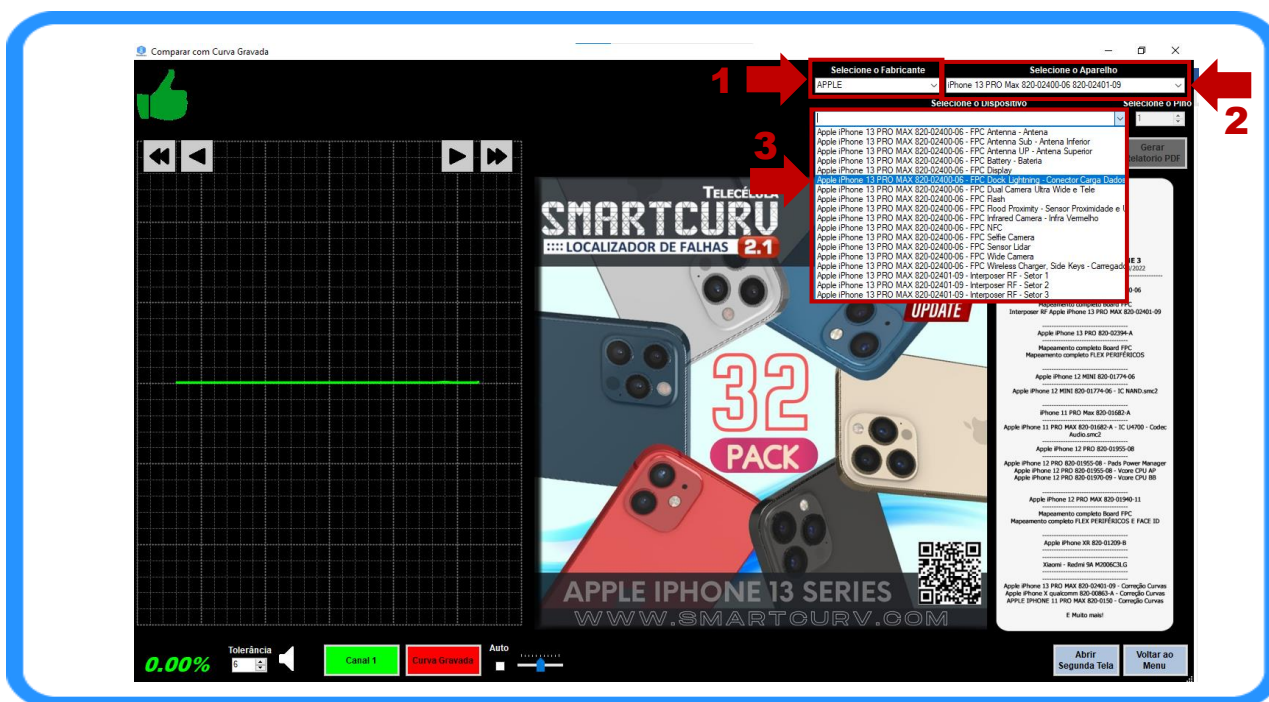 Comparar com Curva Gravada
1
Selecione o Fabricante
Selecione o Aparelho
APPLE
iPhone 13 PRO Max 820-02400-06 820-02401-09
2
Selecione o Dispositivo
Selecione o Pino
1
3
Apple iPhone 13 PRO MAX 820-02400-06 - FPC Antenna - Antena
Apple iPhone 13 PRO MAX 820-02400-06 - FPC Antenna Sub - Antena Inferior
Apple iPhone 13 PRO MAX 820-02400-06 - FPC Antenna UP - Antena Superior
Apple iPhone 13 PRO MAX 820-02400-06 - FPC Battery - Bateria
Apple iPhone 13 PRO MAX 820-02400-06 - FPC Display
Apple iPhone 13 PRO MAX 820-02400-06 - FPC Dock Lightning - Conector Carga Dados
Apple iPhone 13 PRO MAX 820-02400-06 - FPC Dual Camera Ultra Wide e Tele
Apple iPhone 13 PRO MAX 820-02400-06 - FPC Flash
Apple iPhone 13 PRO MAX 820-02400-06 - FPC Flood Proximity - Sensor Proximidade e
Apple iPhone 13 PRO MAX 820-02400-06 - FPC Infrared Camera - Infra Vermelho
Apple iPhone 13 PRO MAX 820-02400-06 - FPC NFC
Apple iPhone 13 PRO MAX 820-02400-06 - FPC Selfie Camera
Apple iPhone 13 PRO MAX 820-02400-06 - FPC Sensor Lidar
Apple iPhone 13 PRO MAX 820-02400-06 - FPC Wide Camera
Apple iPhone 13 PRO MAX 820-02400-06 - FPC Wireless Charger, Side Keys - Carregado
Apple iPhone 13 PRO MAX 820-02401-09 - Interposer RF - Setor 1
Apple iPhone 13 PRO MAX 820-02401-09 - Interposer RF - Setor 2
Apple iPhone 13 PRO MAX 820-02401-09 - Interposer RF - Setor 3
Gerar
Relatorio PDF
TELECÉLULA
SMARTCURV
:::: LOCALIZADOR DE FALHAS 2.1
UPDATE
32
PACK
APPLE IPHONE 13 SERIES
WWW.SMARTCURV.COM
E 3
/2022
0-06
Mapeamento completo Board FPC
Interposer RF Apple iPhone 13 PRO MAX 820-02401-09
Apple iPhone 13 PRO 820-02394-A
Mapeamento completo Board FPC
Mapeamento completo FLEX PERIFÉRICOS
Apple iPhone 12 MINI 820-01774-06
Apple iPhone 12 MINI 820-01774-06 - IC NAND.smc2
iPhone 11 PRO Max 820-01682-A
Apple iPhone 11 PRO MAX 820-01682-A - IC U4700 - Codec
Audio.smc2
Apple iPhone 12 PRO 820-01955-08
Apple iPhone 12 PRO 820-01955-08 - Pads Power Manager
Apple iPhone 12 PRO 820-01955-08 - Vcore CPU AP
Apple iPhone 12 PRO 820-01970-09 - Vcore CPU BB
Apple iPhone 12 PRO MAX 820-01940-11
Mapeamento completo Board FPC
Mapeamento completo FLEX PERIFÉRICOS E FACE ID
Apple iPhone XR 820-01209-B
Xiaomi - Redmi 9A M2006C3LG
Apple iPhone 13 PRO MAX 820-02401-09 - Correção Curvas
Apple iPhone X qualcomm 820-00863-A - Correção Curvas
APPLE IPHONE 11 PRO MAX 820-0150 - Correção Curvas
E Muito mais!
0.00%
Tolerância
6
Canal 1
Curva Gravada
Auto
Abrir
Segunda Tela
Voltar ao
Menu